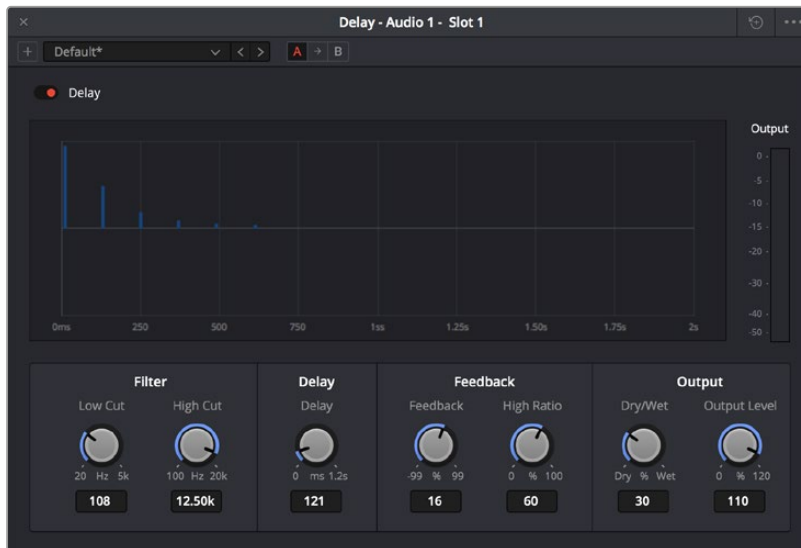 Delay - Audio 1 - Slot 1
Default*
A
B
Delay
Output
0
-5
-10
-15
-20
-30
-40
-50
0ms 250 500 750 1ss 1.25s 1.50s 1.75s 2s
Filter Delay Feedback Output
Low Cut High Cut Delay Feedback High Ratio Dry/Wet Output Level
20 Hz 5k 100 Hz 20k 0 ms 1.2s -99 % 99 0 % 100 Dry % Wet 0 % 120
108 12.50k 121 16 60 30 110